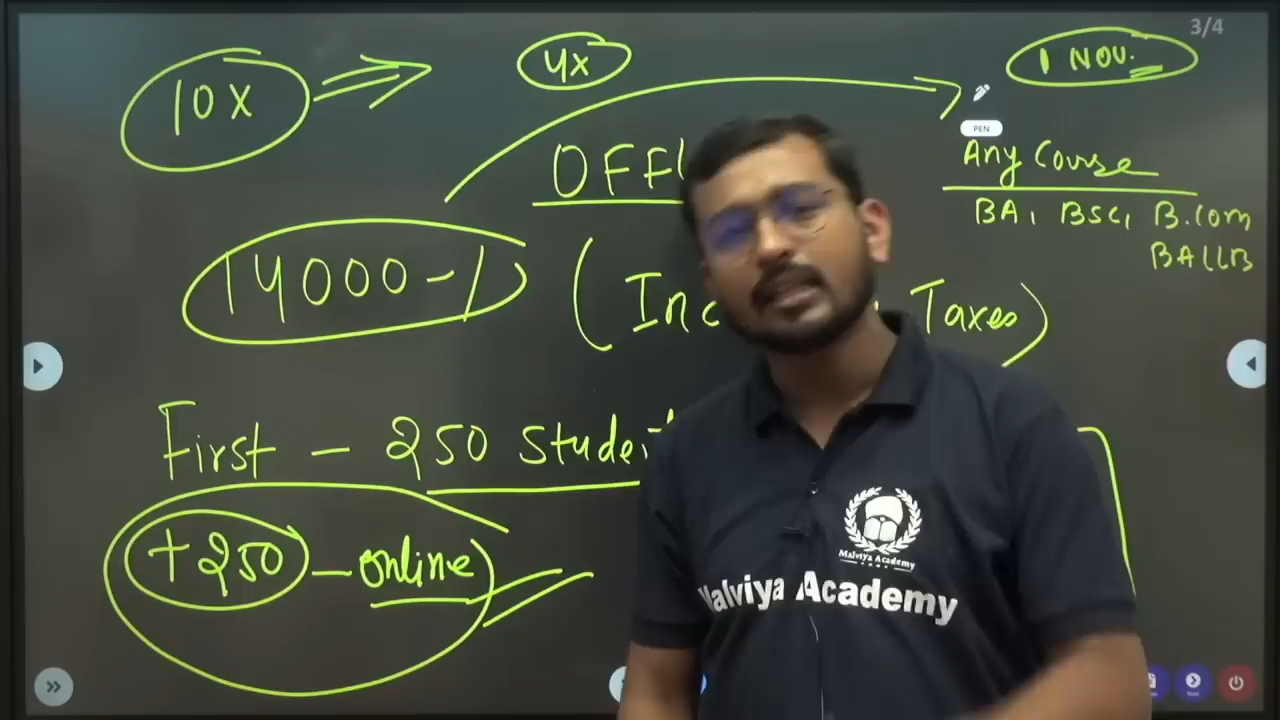 3/4
10x
4x
1 NOV.
PEN
OFF
Any Course
BA, BSC, B.Com
BALLB
14000-/
(Inc Taxes)
First - 250 Studen
+250 - online
Malviya Academy
Malviya Academy